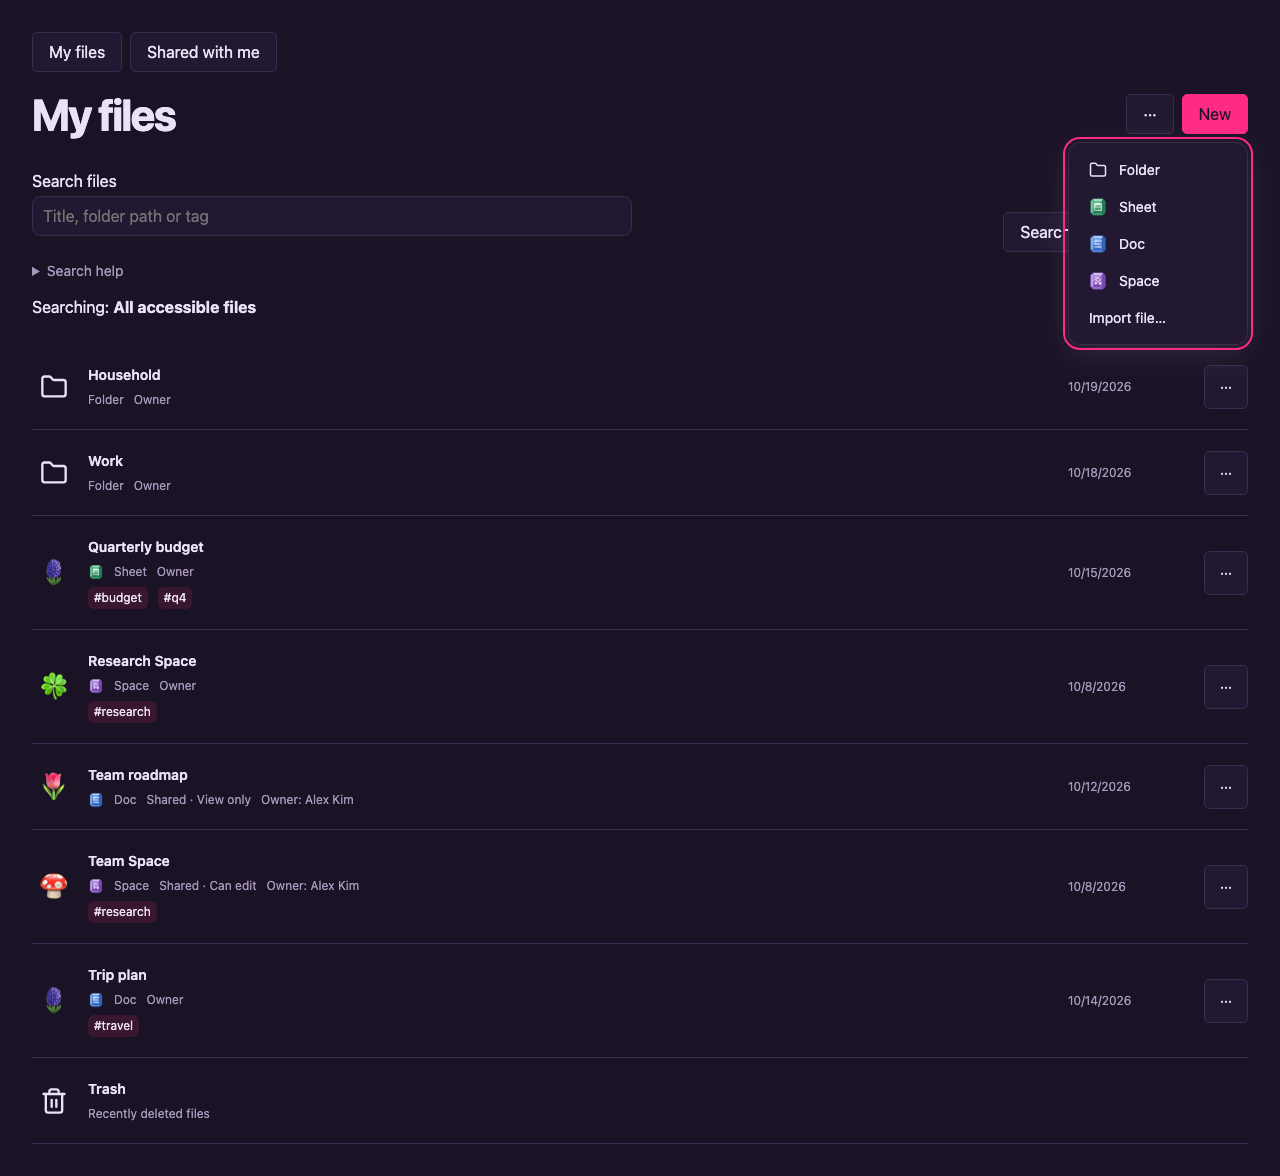 My files
Shared with me
My files
...
New
Search files
Title, folder path or tag
Search
Folder
Sheet
Doc
Space
Import file...
Search help
Searching: All accessible files
Household
Folder Owner
10/19/2026
...
Work
Folder Owner
10/18/2026
...
Quarterly budget
Sheet Owner
#budget #q4
10/15/2026
...
Research Space
Space Owner
#research
10/8/2026
...
Team roadmap
Doc Shared · View only Owner: Alex Kim
10/12/2026
...
Team Space
Space Shared · Can edit Owner: Alex Kim
#research
10/8/2026
...
Trip plan
Doc Owner
#travel
10/14/2026
...
Trash
Recently deleted files